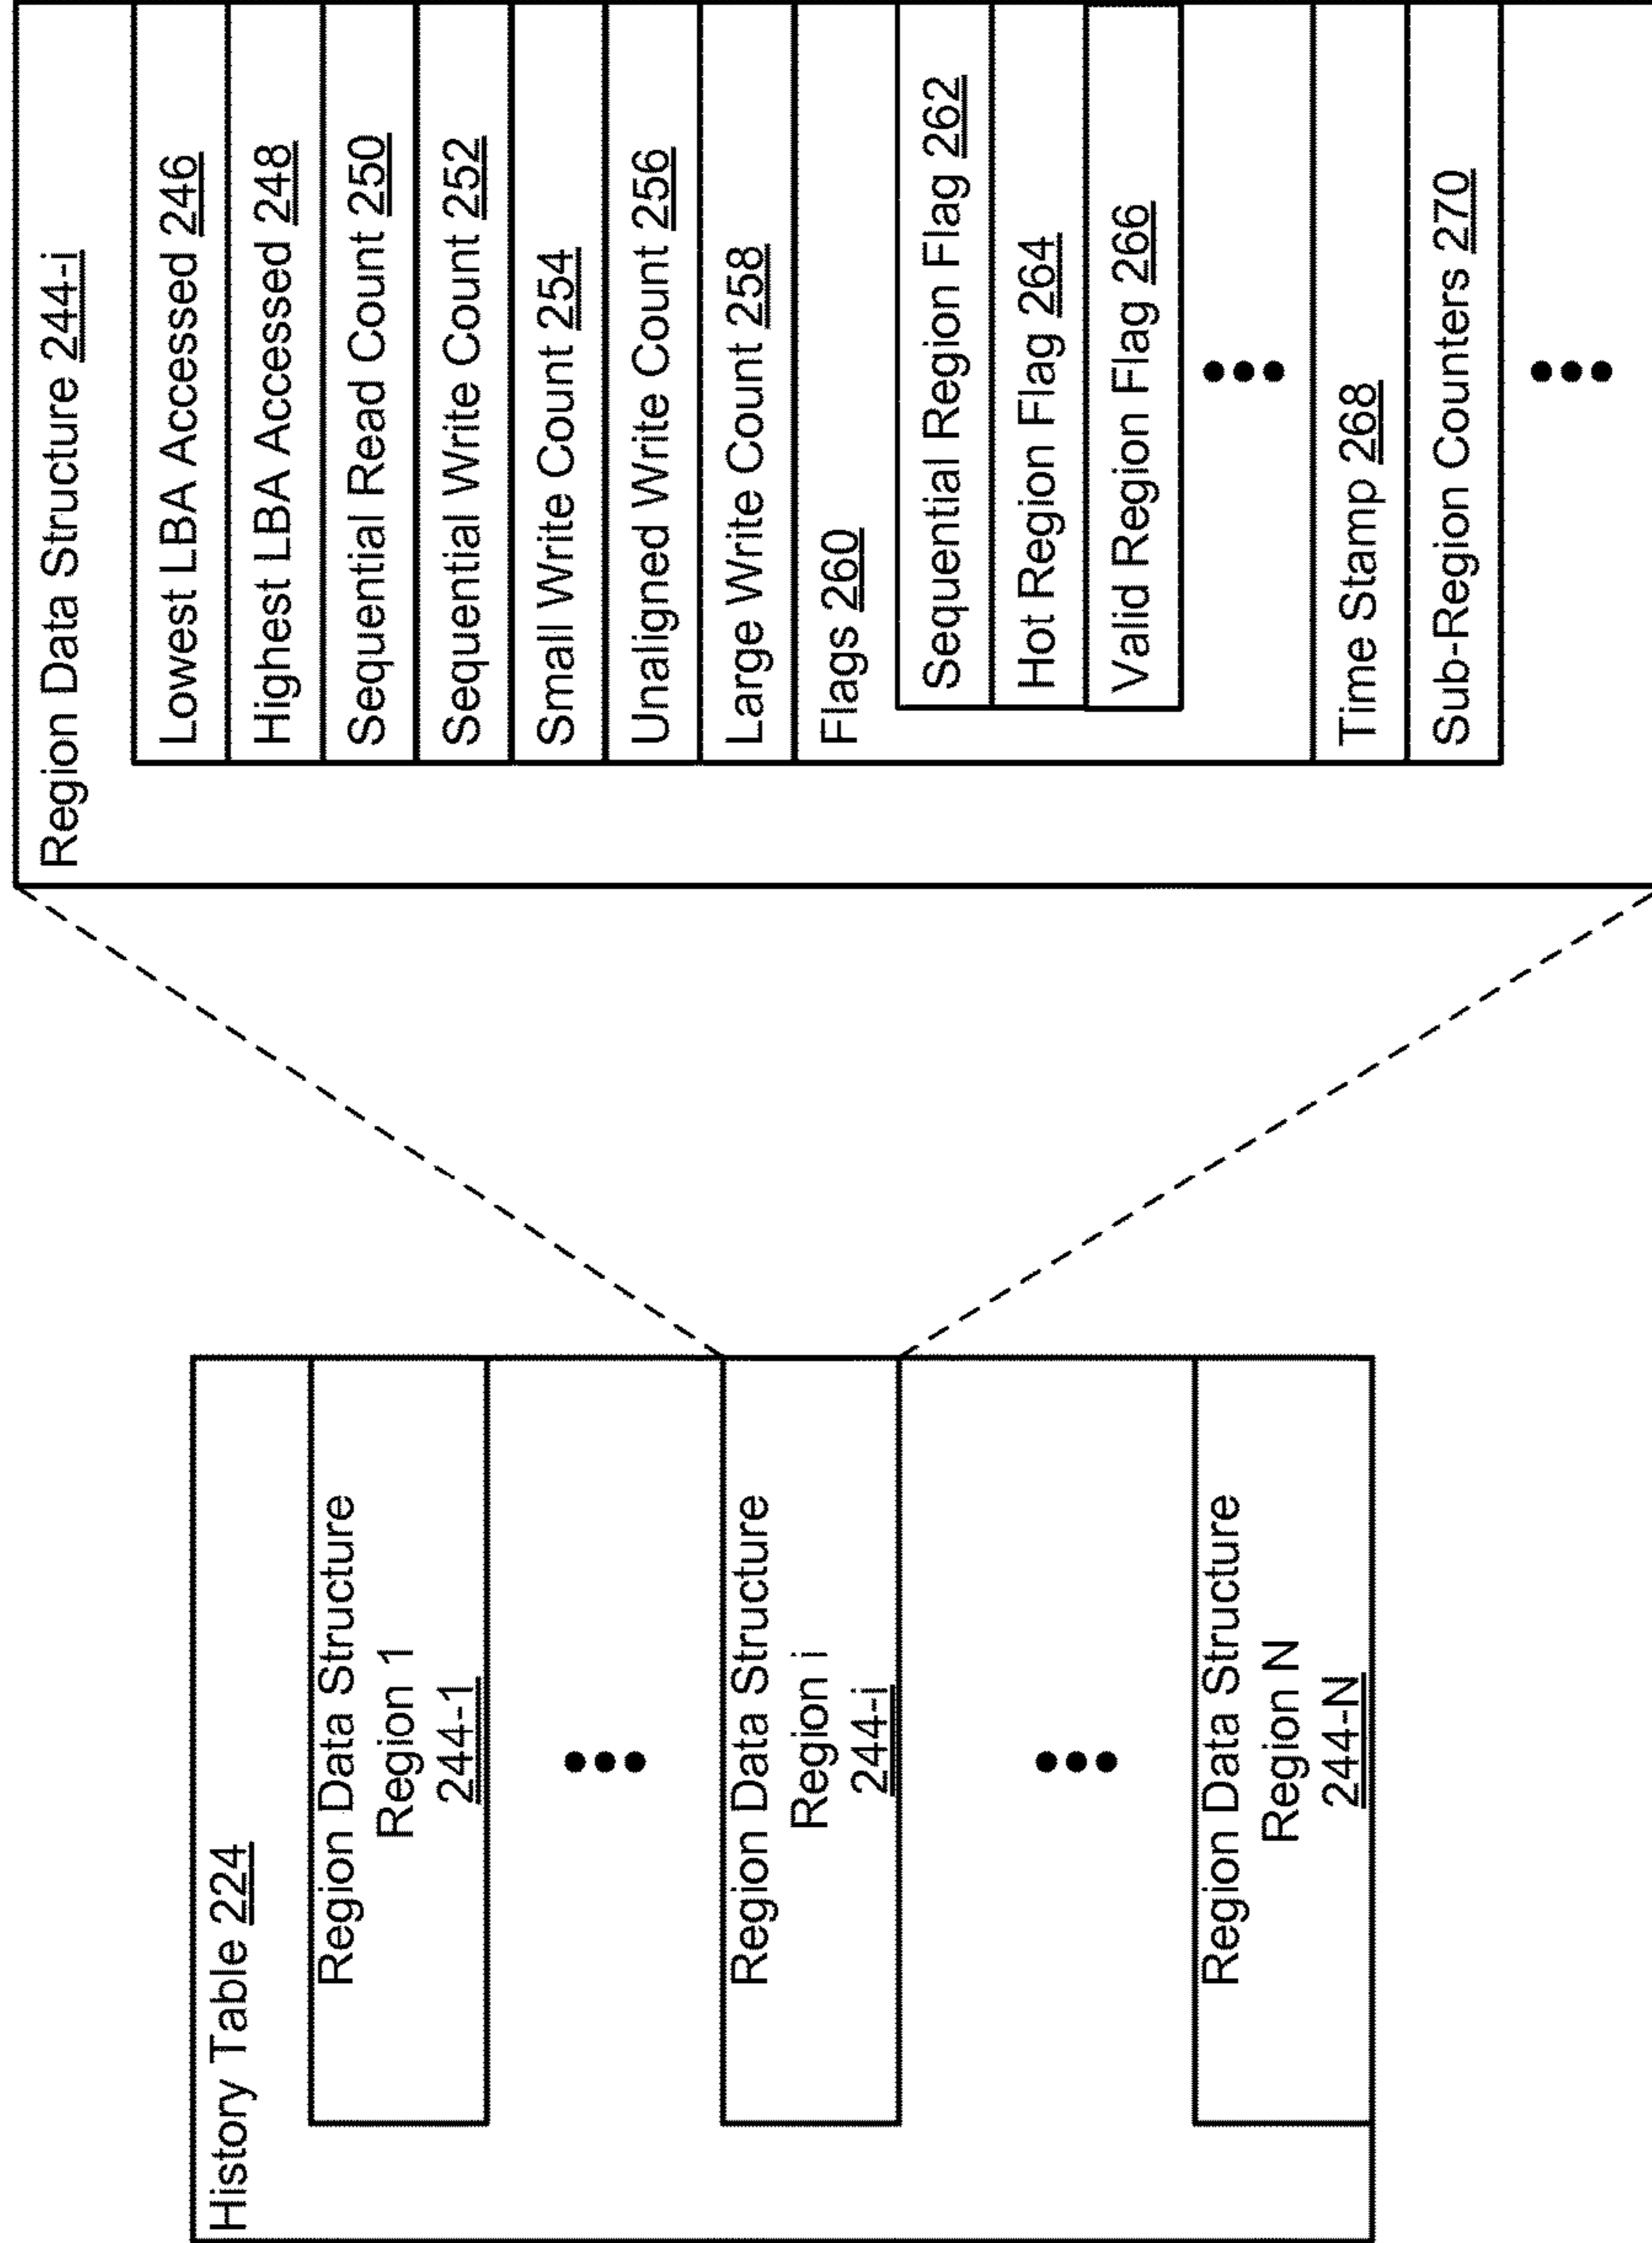 History Table 224
Region Data Structure
Region 1
244-1
Region Data Structure
Region i
244-i
Region Data Structure
Region N
244-N
Region Data Structure 244-i
Lowest LBA Accessed 246
Highest LBA Accessed 248
Sequential Read Count 250
Sequential Write Count 252
Small Write Count 254
Unaligned Write Count 256
Large Write Count 258
Flags 260
Sequential Region Flag 262
Hot Region Flag 264
Valid Region Flag 266
Time Stamp 268
Sub-Region Counters 270